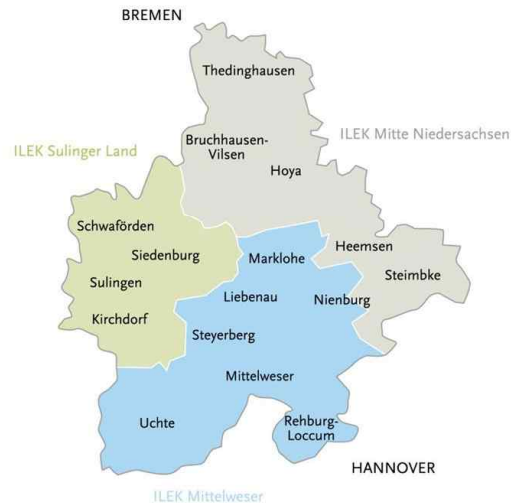 BREMEN
Thedinghausen
ILEK Mitte Niedersachsen
Bruchhausen-
Vilsen
ILEK Sulinger Land
Hoya
Schwaförden
Siedenburg
Heemsen
Marklohe
Steimbke
Sulingen
Liebenau
Nienburg
Kirchdorf
Steyerberg
Mittelweser
Uchte
Rehburg-
Loccum
HANNOVER
ILEK Mittelweser